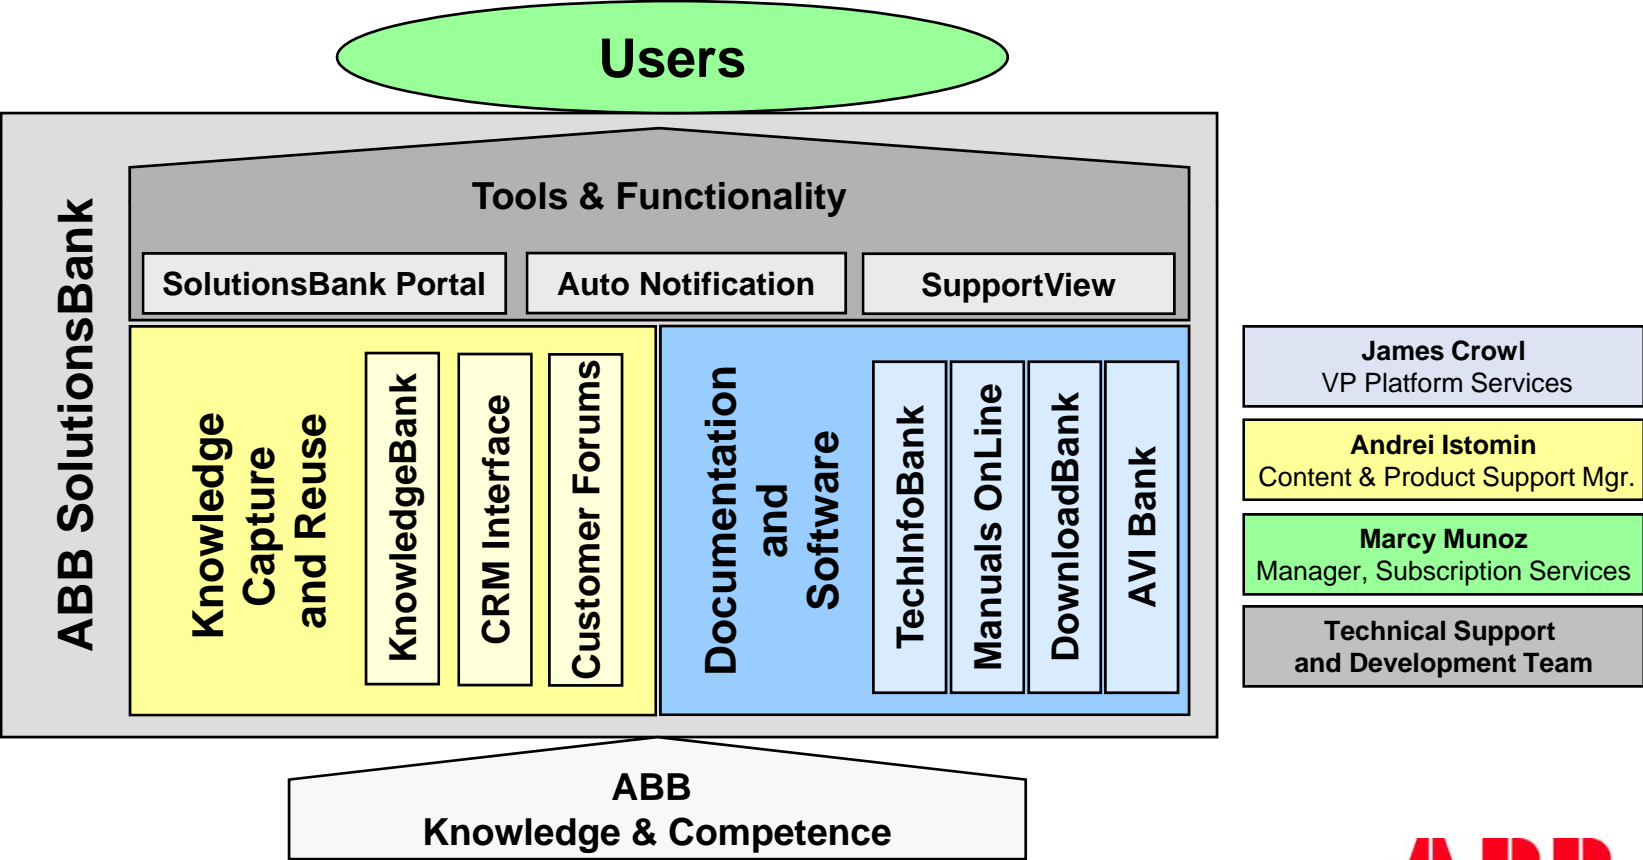 Users
ABB SolutionsBank
Tools & Functionality
SolutionsBank Portal
Auto Notification
SupportView
Knowledge
Capture
and Reuse
KnowledgeBank
CRM Interface
Customer Forums
Documentation
and
Software
TechInfoBank
Manuals OnLine
DownloadBank
AVI Bank
James Crowl
VP Platform Services
Andrei Istomin
Content & Product Support Mgr.
Marcy Munoz
Manager, Subscription Services
Technical Support
and Development Team
ABB
Knowledge & Competence
ABB